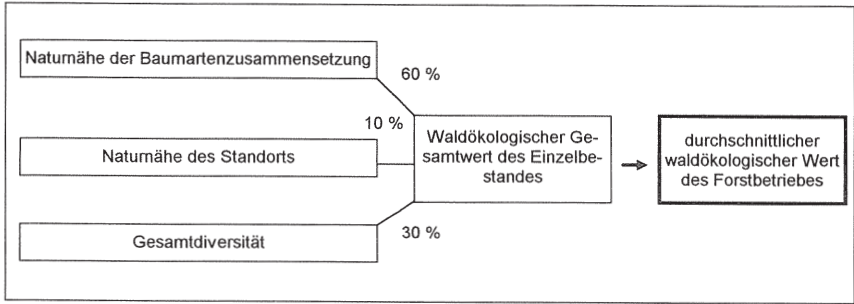 Naturnähe der Baumartenzusammensetzung
60 %
10 %
Naturnähe des Standorts
Waldökologischer Ge-
samtwert des Einzelbe-
standes
durchschnittlicher
waldökologischer Wert
des Forstbetriebes
Gesamtdiversität
30 %